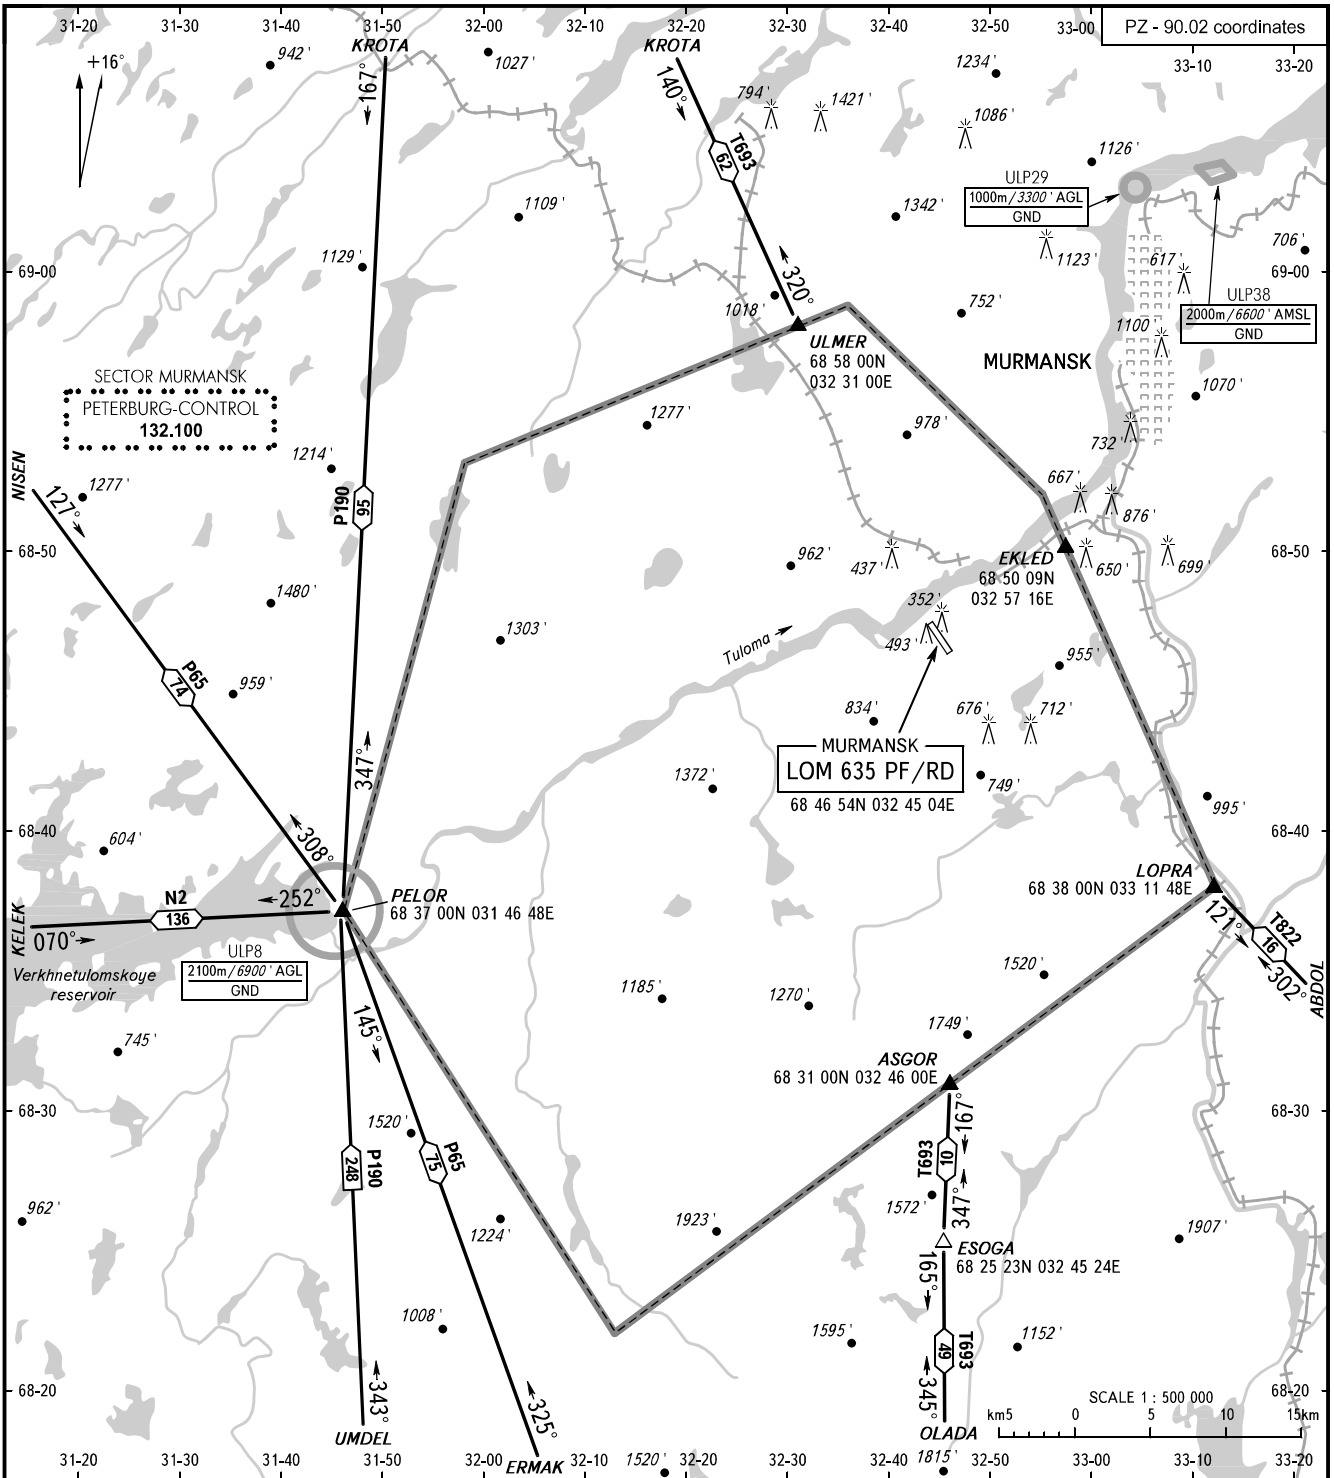 31-20 31-30 31-40 31-50 32-00 32-10 32-20 32-30 32-40 32-50 33-00
PZ - 90.02 coordinates
33-10 33-20
+16°
942'
KROTA
1027'
KROTA
1234'
167°
140°
794'
1421'
1086'
T693
62
1126'
ULP29
1000m/3300' AGL
GND
1109'
1342'
1129'
1123'
617'
706'
69-00
69-00
320°
1018'
752'
ULP38
2000m/6600' AMSL
GND
1100'
ULMER
68 58 00N
032 31 00E
MURMANSK
SECTOR MURMANSK
PETERBURG-CONTROL
132.100
1070'
1277'
978'
732'
1214'
NISEN
1277'
127°
P190
95
667'
876'
68-50
68-50
962'
437'
EKLED
68 50 09N
032 57 16E
650'
699'
1480'
352'
1303'
493'
Tuloma
955'
P65
74
959'
834'
676'
712'
347°
MURMANSK
LOM 635 PF/RD
68 46 54N 032 45 04E
1372'
749'
995'
68-40
68-40
604'
308°
LOPRA
68 38 00N 033 11 48E
N2
136
252°
PELOR
68 37 00N 031 46 48E
KELEK
070°
121°
T822
16
302°
ABDOL
ULP8
2100m/6900' AGL
GND
Verkhnetulomskoye
reservoir
1520'
1185'
1270'
145°
1749'
745'
ASGOR
68 31 00N 032 46 00E
68-30
68-30
1520'
167°
T693
10
P190
248
P65
75
347°
1572'
962'
1224'
1923'
1907'
ESOGA
68 25 23N 032 45 24E
165°
1008'
1595'
T693
49
1152'
68-20
68-20
343°
325°
345°
SCALE 1 : 500 000
km5 0 5 10 15km
UMDEL
OLADA
ERMAK
1520'
1815'
31-20 31-30 31-40 31-50 32-00 32-10 32-20 32-30 32-40 32-50 33-00 33-10 33-20